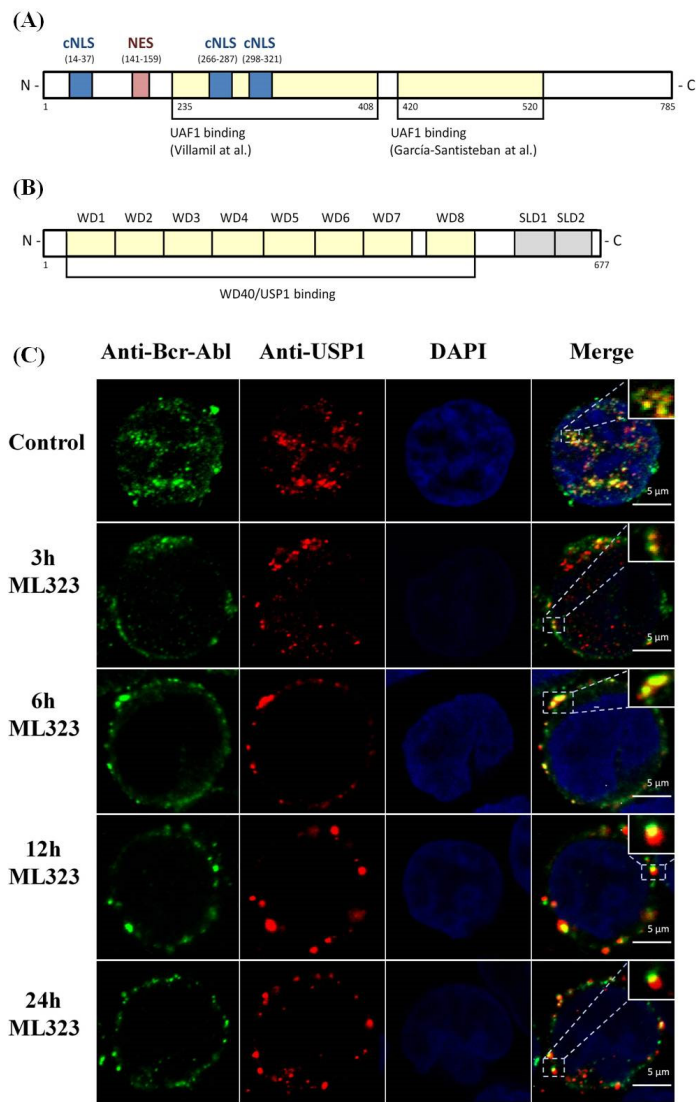 (A)
cNLS NES cNLS cNLS
(14-37) (141-159) (266-287) (298-321)
N - - C
1 235 408 420 520 785
UAF1 binding UAF1 binding
(Villamil at al.) (García-Santisteban at al.)
(B)
WD1 WD2 WD3 WD4 WD5 WD6 WD7 WD8 SLD1 SLD2
N - - C
1 677
WD40/USP1 binding
(C)
Anti-Bcr-Abl Anti-USP1 DAPI Merge
Control
5 µm
3h
ML323
5 µm
6h
ML323
5 µm
12h
ML323
5 µm
24h
ML323
5 µm